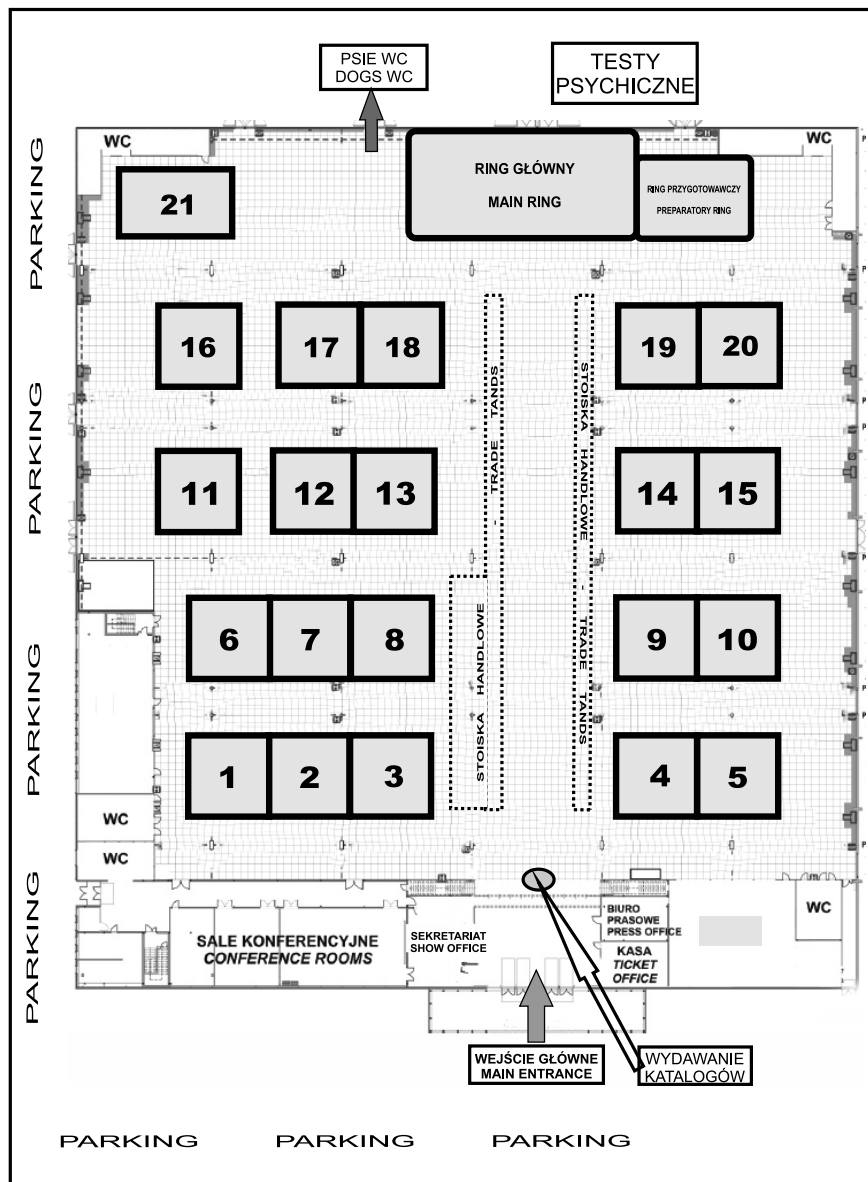 PSIE WC
DOGS WC
TESTY
PSYCHICZNE
WC
WC
RING GŁÓWNY
MAIN RING
RING PRZYGOTOWAWCZY
PREPARATORY RING
21
PARKING
16
17
18
19
20
STOISKA HANDLOWE - TRADE TANDS
STOISKA HANDLOWE - TRADE TANDS
PARKING
11
12
13
14
15
6
7
8
9
10
PARKING
1
2
3
4
5
WC
WC
PARKING
SALE KONFERENCYJNE
CONFERENCE ROOMS
SEKRETARIAT
SHOW OFFICE
BIURO
PRASOWE
PRESS OFFICE
KASA
TICKET
OFFICE
WC
WEJŚCIE GŁÓWNE
MAIN ENTRANCE
WYDAWANIE
KATALOGÓW
PARKING
PARKING
PARKING